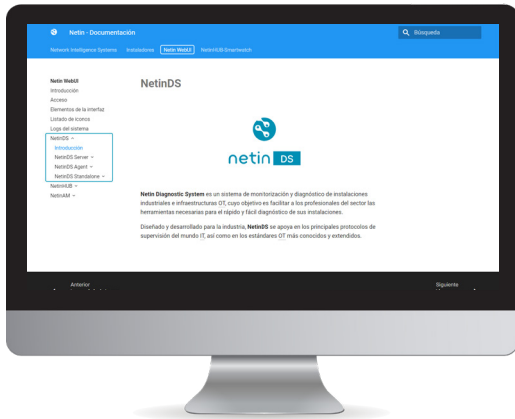 Netin - Documentación
Búsqueda
Network Intelligence Systems
Instaladores
Netin WebUI
NetinHUB Smartwatch
Netin WebUI
Introducción
Acceso
Elementos de la interfaz
Listado de iconos
Logs del sistema
NetinDS
Introducción
NetinDS Server
NetinDS Agent
NetinDS Standalone
NetinHUB
NetinAM
NetinDS
netin DS
Netin Diagnostic System es un sistema de monitorización y diagnóstico de instalaciones
industriales e infraestructuras OT, cuyo objetivo es facilitar a los profesionales del sector las
herramientas necesarias para el rápido y fácil diagnóstico de sus instalaciones.
Diseñado y desarrollado para la industria, NetinDS se apoya en los principales protocolos de
supervisión del mundo IT, así como en los estándares OT más conocidos y extendidos.
Anterior
Siguiente